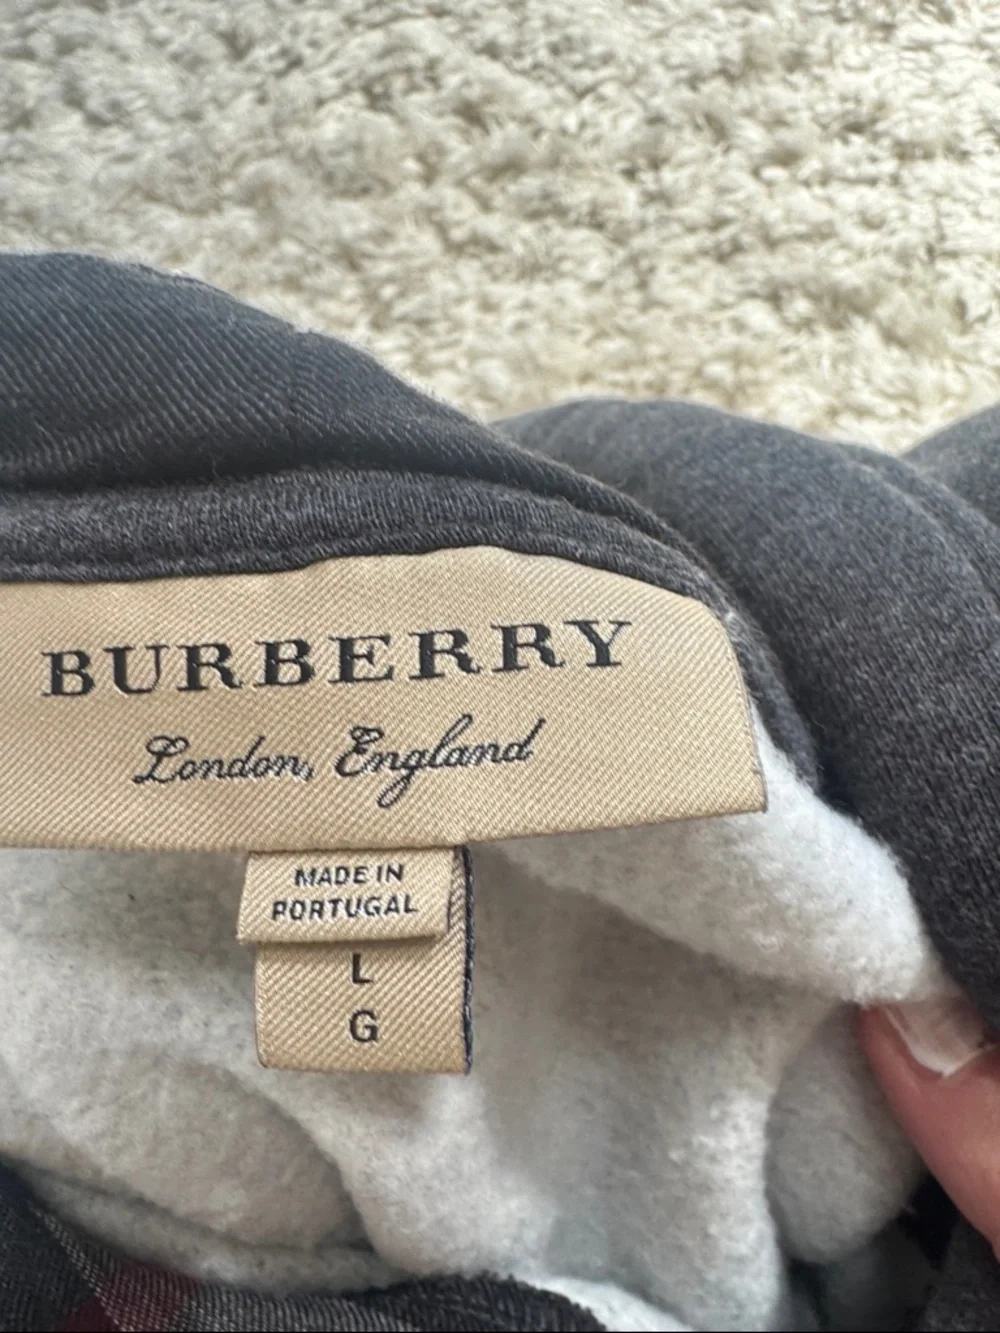 BURBERRY
London, England
MADE IN
PORTUGAL
L
G